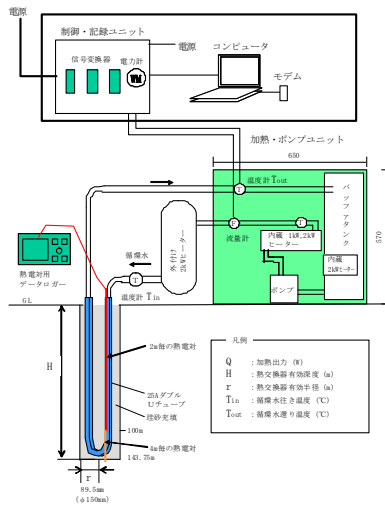 電源
制御・記録ユニット
電源
コンピュータ
信号変換器
電力計
WM
モデム
加熱・ポンプユニット
650
温度計Tout
T
バッファタンク
外付け
2kWヒーター
F
T
流量計
内蔵 1kW,2kW
ヒーター
内蔵
2kWヒーター
570
循環水
T
ポンプ
熱電対用
データロガー
温度計Tin
GL
H
2m毎の熱電対
25Aダブル
Uチューブ
珪砂充填
100m
4m毎の熱電対
143.75m
r
89.5mm
(φ150mm)
凡例
Q :加熱出力 (W)
H :熱交換器有効深度 (m)
r :熱交換器有効半径 (m)
Tin :循環水往き温度 (℃)
Tout :循環水還り温度 (℃)